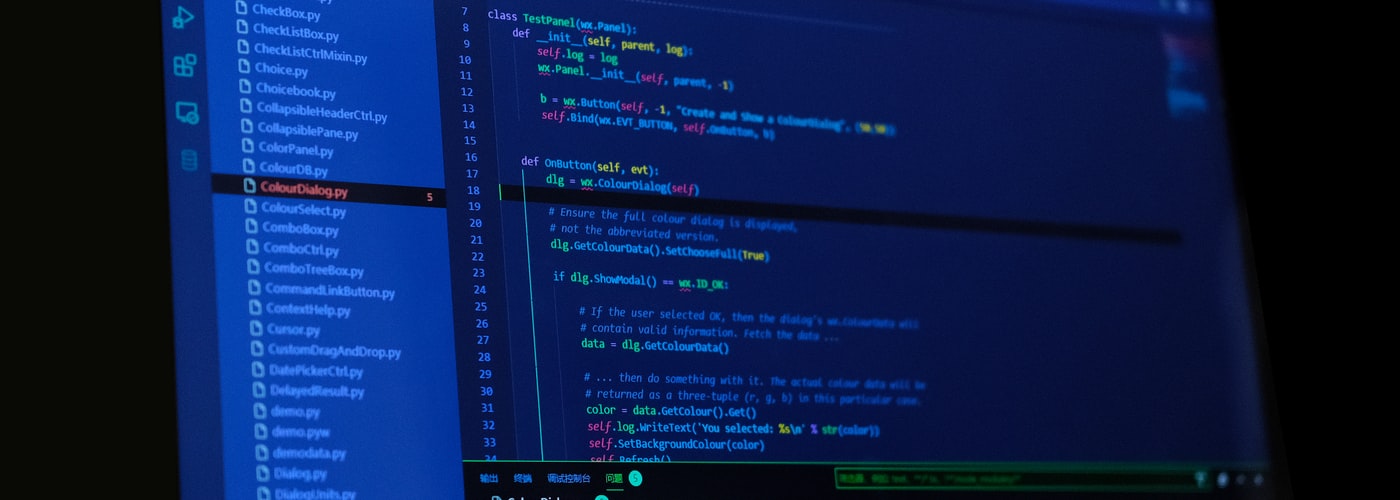 CheckBox.py
CheckListBox.py
CheckListCtrlMixin.py
Choice.py
Choicebook.py
CollapsibleHeaderCtrl.py
CollapsiblePane.py
ColorPanel.py
ColourDB.py
ColourDialog.py 5
ColourSelect.py
ComboBox.py
ComboCtrl.py
ComboTreeBox.py
CommandLinkButton.py
ContextHelp.py
Cursor.py
CustomDragAndDrop.py
DatePickerCtrl.py
DelayedResult.py
demo.py
demo.pyw
demodata.py
Dialog.py
DialogUnits.py
7 class TestPanel(wx.Panel):
8 def __init__(self, parent, log):
9 self.log = log
10 wx.Panel.__init__(self, parent, -1)
11
12 b = wx.Button(self, -1, "Create and Show a ColourDialog", (50,50))
13 self.Bind(wx.EVT_BUTTON, self.OnButton, b)
14
15
16 def OnButton(self, evt):
17 dlg = wx.ColourDialog(self)
18
19 # Ensure the full colour dialog is displayed,
20 # not the abbreviated version.
21 dlg.GetColourData().SetChooseFull(True)
22
23 if dlg.ShowModal() == wx.ID_OK:
24
25 # If the user selected OK, then the dialog's wx.ColourData will
26 # contain valid information. Fetch the data ...
27 data = dlg.GetColourData()
28
29 # ... then do something with it. The actual colour data will be
30 # returned as a three-tuple (r, g, b) in this particular case.
31 color = data.GetColour().Get()
32 self.log.WriteText('You selected: %s\n' % str(color))
33 self.SetBackgroundColour(color)
34 self.Refresh()
输出 终端 调试控制台 问题 5